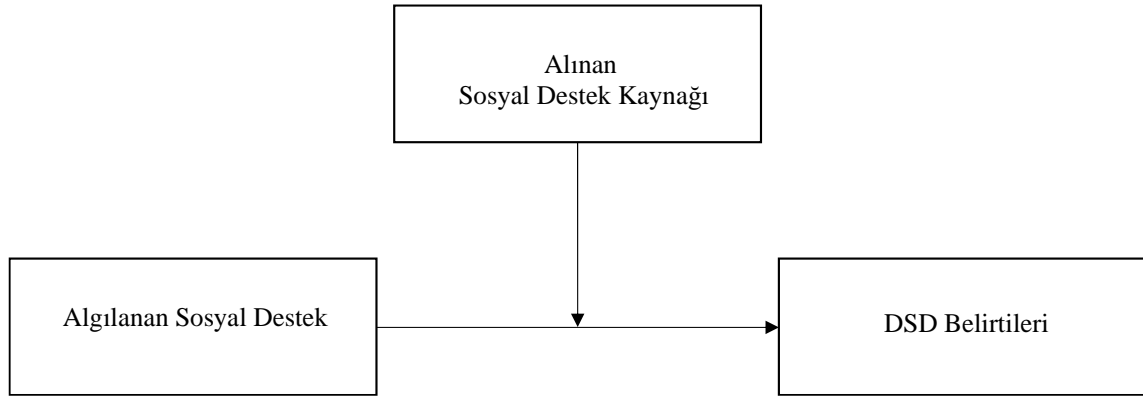 Alınan
Sosyal Destek Kaynağı
Algılanan Sosyal Destek
DSD Belirtileri